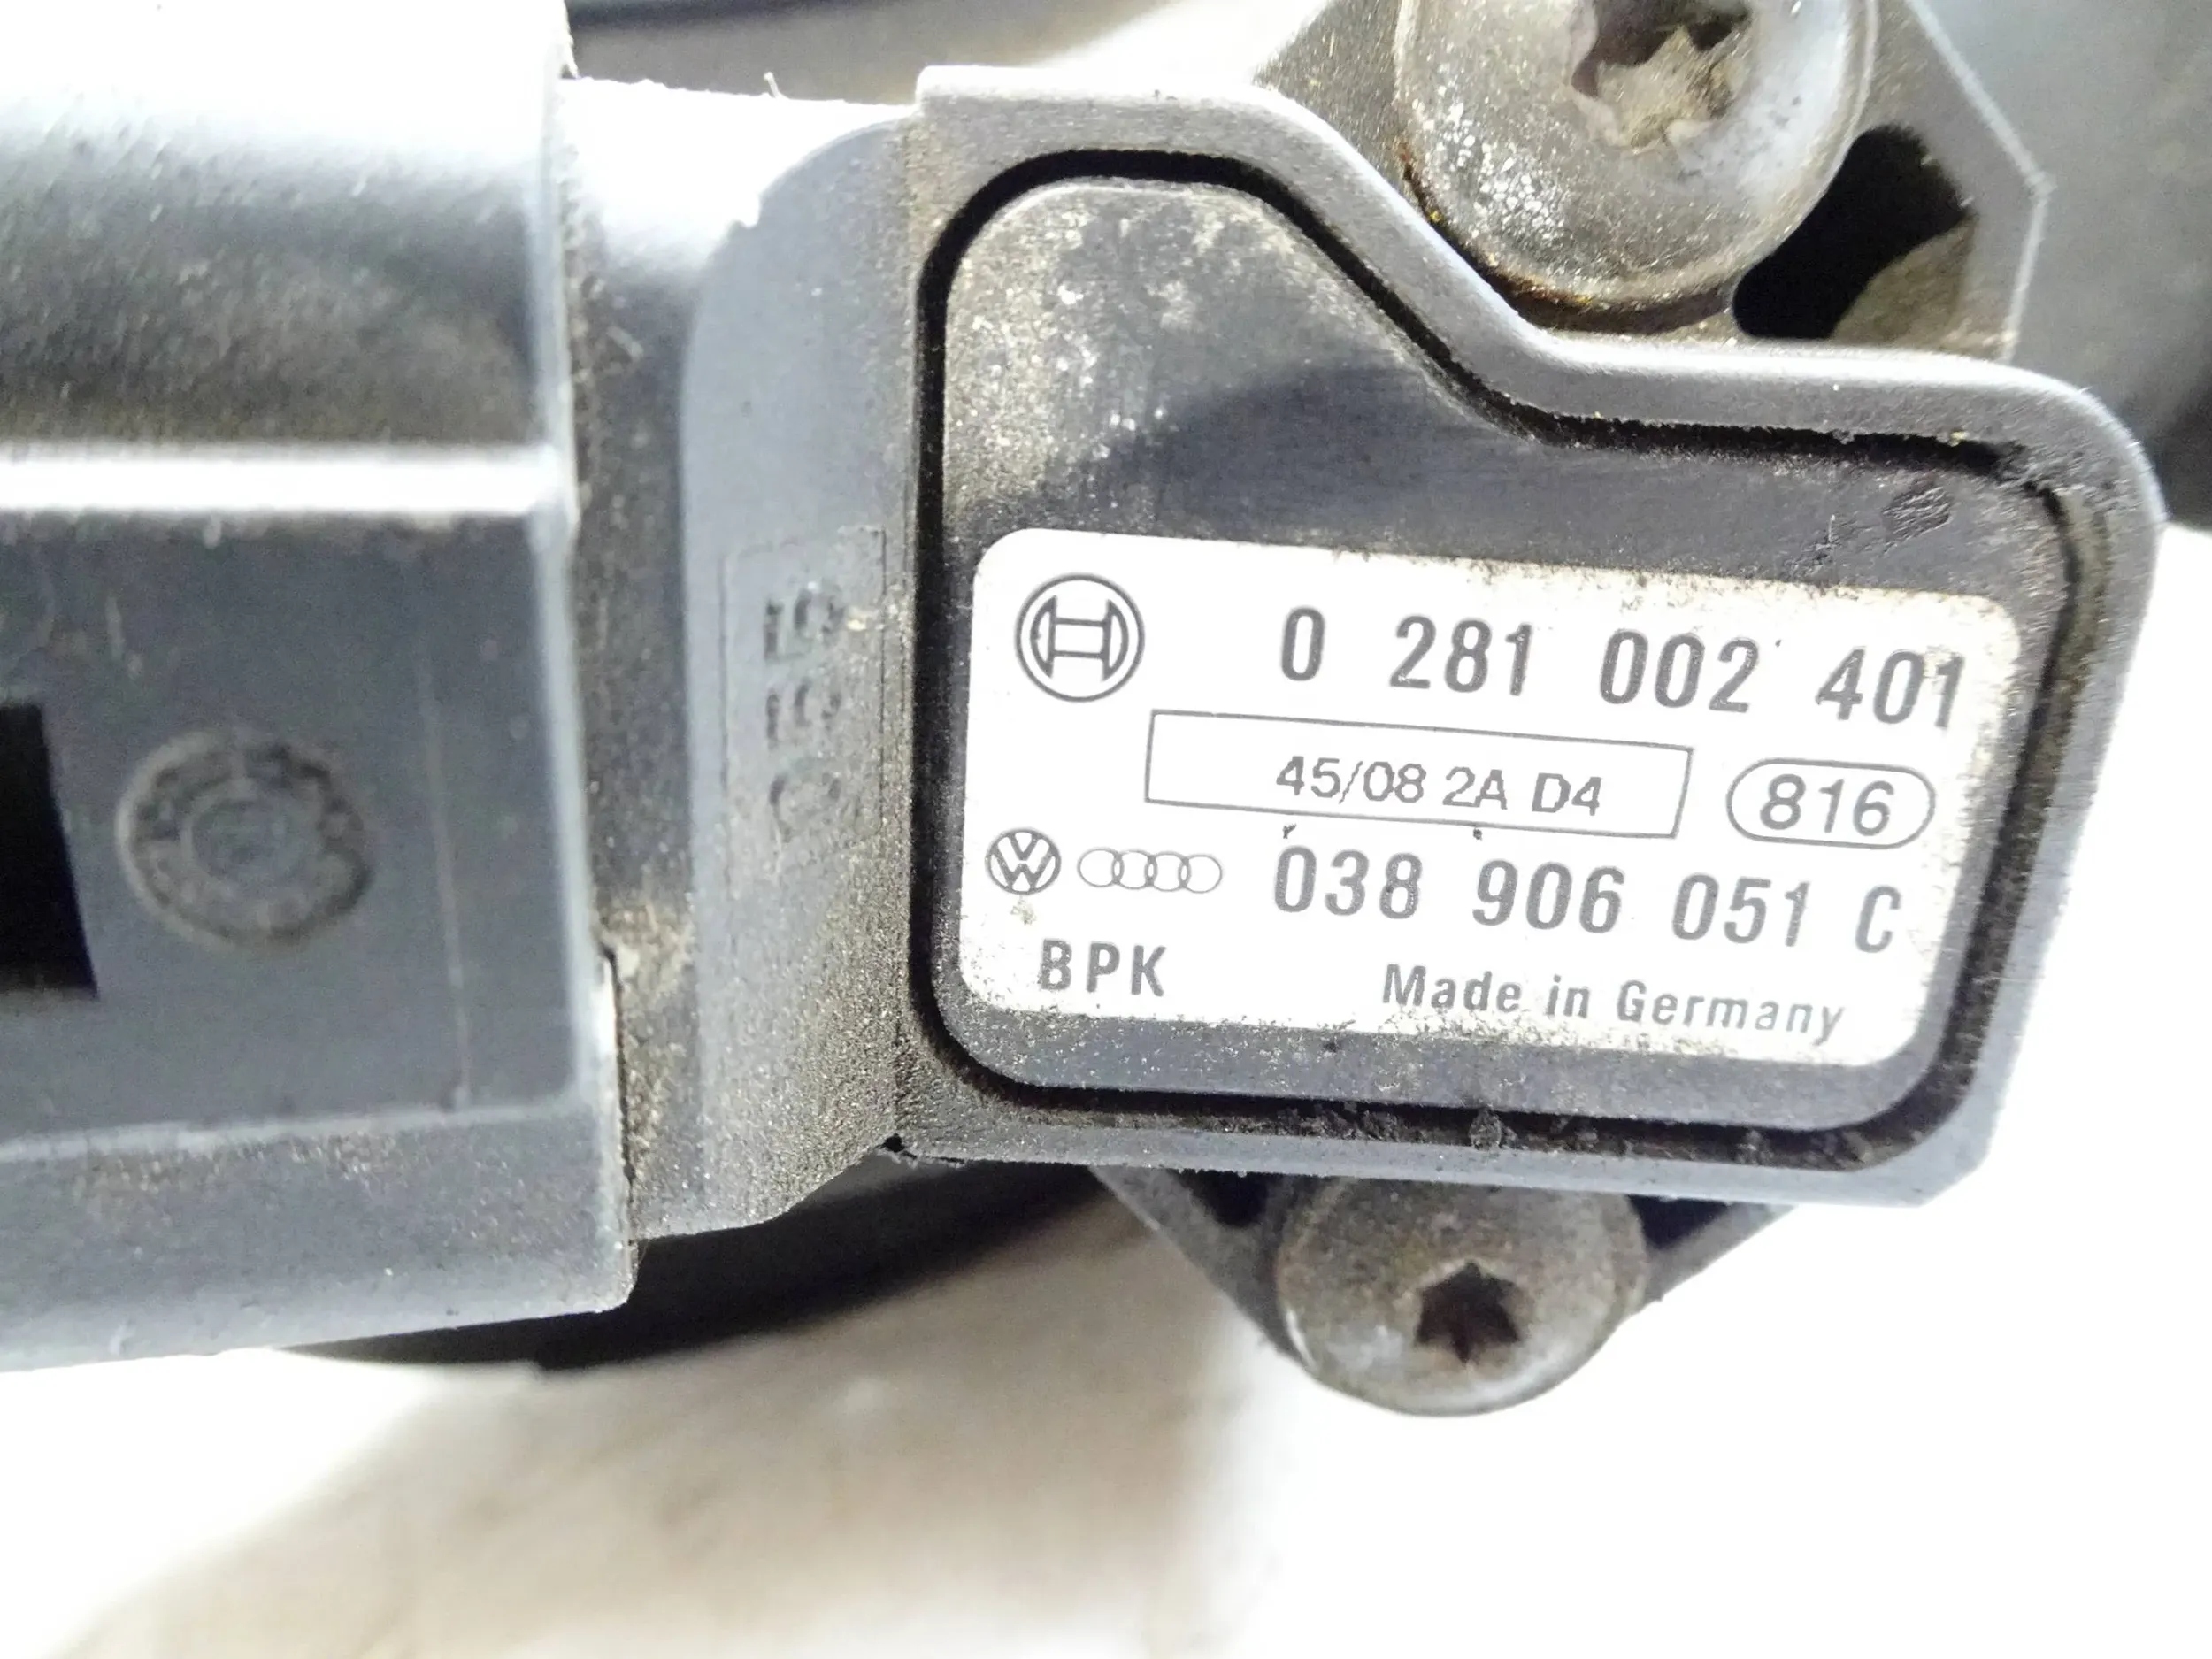 0 281 002 401
45/08 2A D4
816
038 906 051 C
BPK Made in Germany